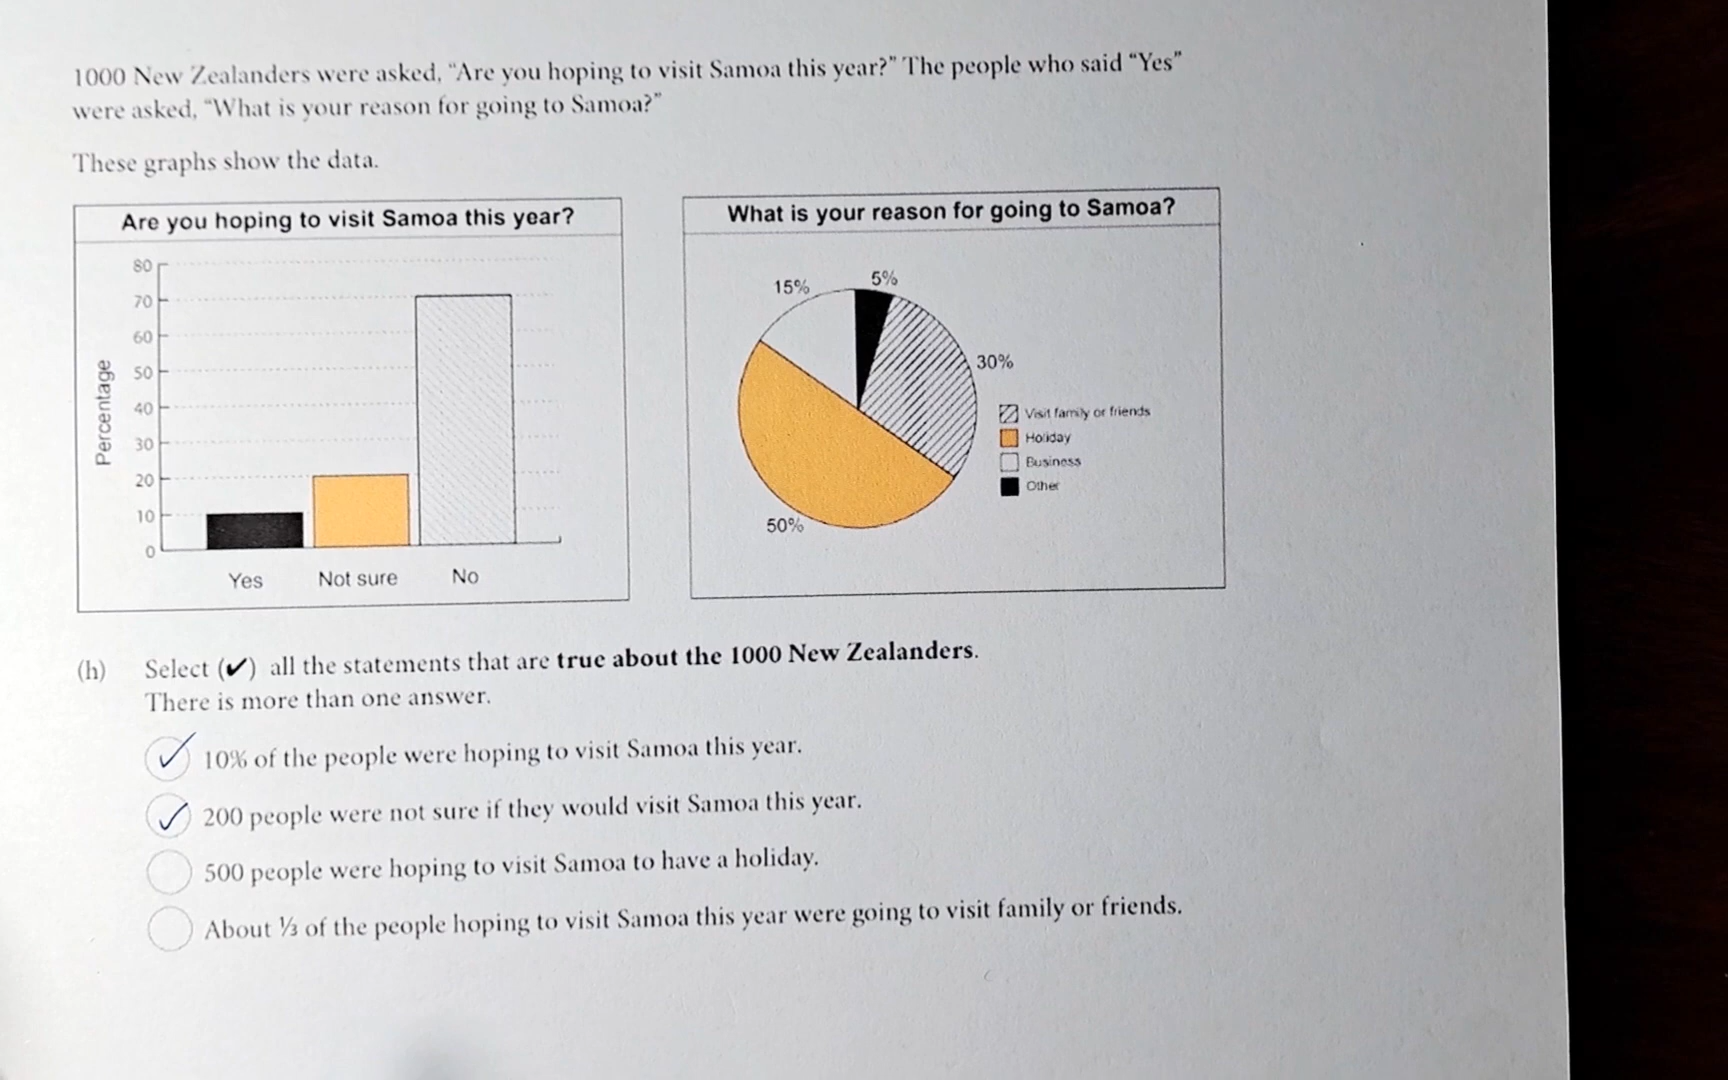 1000 New Zealanders were asked, “Are you hoping to visit Samoa this year?” The people who said “Yes”
were asked, “What is your reason for going to Samoa?”
These graphs show the data.
Are you hoping to visit Samoa this year?
80
70
60
50
40
30
20
10
0
Percentage
Yes Not sure No
What is your reason for going to Samoa?
15% 5%
30%
50%
Visit family or friends
Holiday
Business
Other
(h) Select (✔) all the statements that are true about the 1000 New Zealanders.
There is more than one answer.
✓ 10% of the people were hoping to visit Samoa this year.
✓ 200 people were not sure if they would visit Samoa this year.
500 people were hoping to visit Samoa to have a holiday.
About ⅓ of the people hoping to visit Samoa this year were going to visit family or friends.